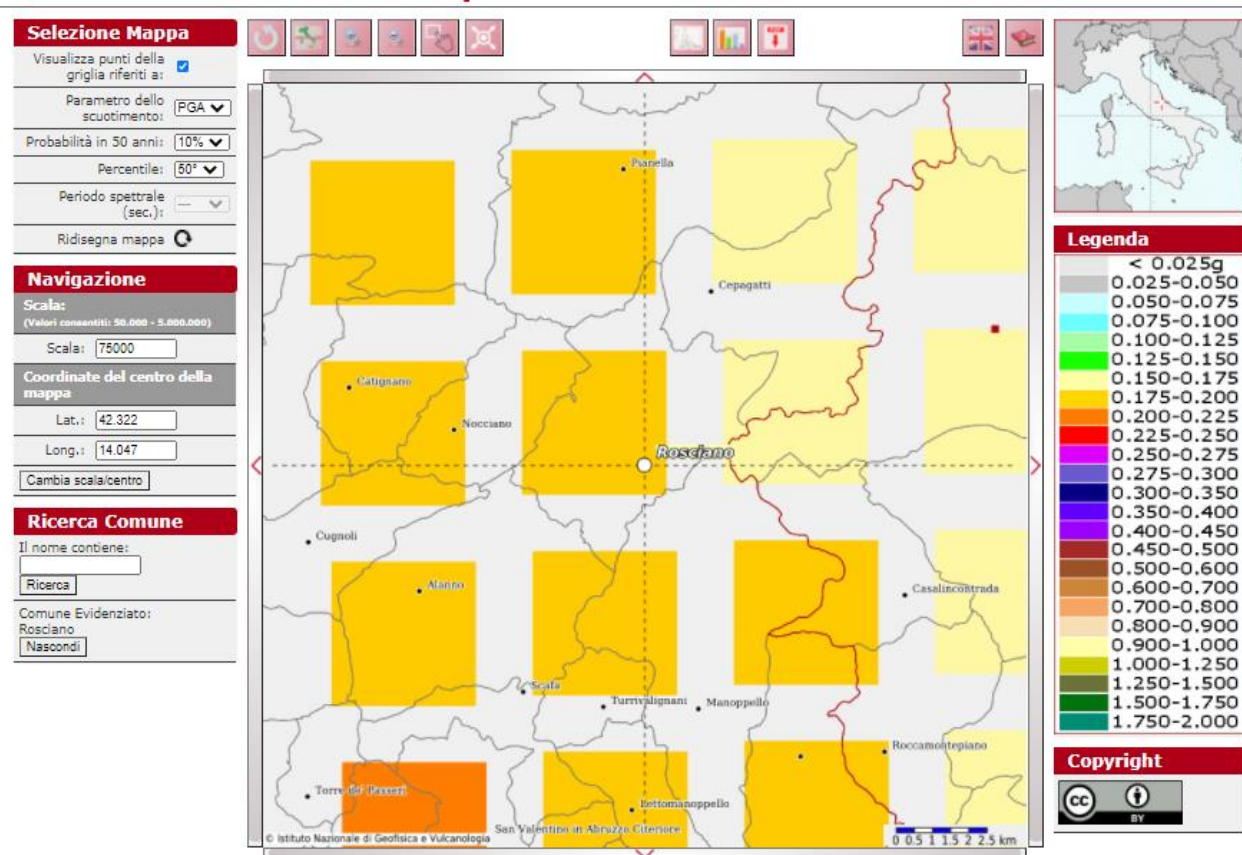 Selezione Mappa
Visualizza punti della
griglia riferiti a:
Parametro dello
scuotimento:
PGA
Probabilità in 50 anni:
10%
Percentile:
50°
Periodo spettrale
(sec.):
---
Ridisegna mappa
Navigazione
Scala:
(Valori consentiti: 50.000 - 5.000.000)
Scala:
75000
Coordinate del centro della
mappa
Lat.:
42.322
Long.:
14.047
Cambia scala/centro
Ricerca Comune
Il nome contiene:
Ricerca
Comune Evidenziato:
Rosciano
Nascondi
Pianella
Cepagatti
Catignano
Nocciano
Rosciano
Cugnoli
Alanno
Casalincontrada
Scafa
Turrivalignani
Manoppello
Roccamontepiano
Torre de' Passeri
Lettomanoppello
San Valentino in Abruzzo Citeriore
© Istituto Nazionale di Geofisica e Vulcanologia
0 0.5 1 1.5 2 2.5 km
Legenda
< 0.025g
0.025-0.050
0.050-0.075
0.075-0.100
0.100-0.125
0.125-0.150
0.150-0.175
0.175-0.200
0.200-0.225
0.225-0.250
0.250-0.275
0.275-0.300
0.300-0.350
0.350-0.400
0.400-0.450
0.450-0.500
0.500-0.600
0.600-0.700
0.700-0.800
0.800-0.900
0.900-1.000
1.000-1.250
1.250-1.500
1.500-1.750
1.750-2.000
Copyright
cc
BY